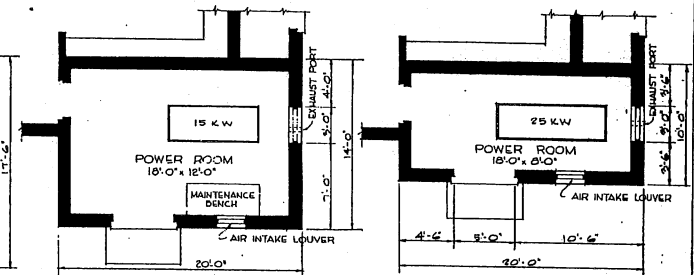 17'-6"
15 KW
POWER ROOM
18'-0" x 12'-0"
MAINTENANCE
BENCH
AIR INTAKE LOUVER
EXHAUST PORT
4'-0"
3'-0"
7'-0"
14'-0"
20'-0"
25 KW
POWER ROOM
18'-0" x 8'-0"
AIR INTAKE LOUVER
EXHAUST PORT
3'-6"
3'-0"
3'-6"
10'-0"
4'-6"
5'-0"
10'-6"
20'-0"